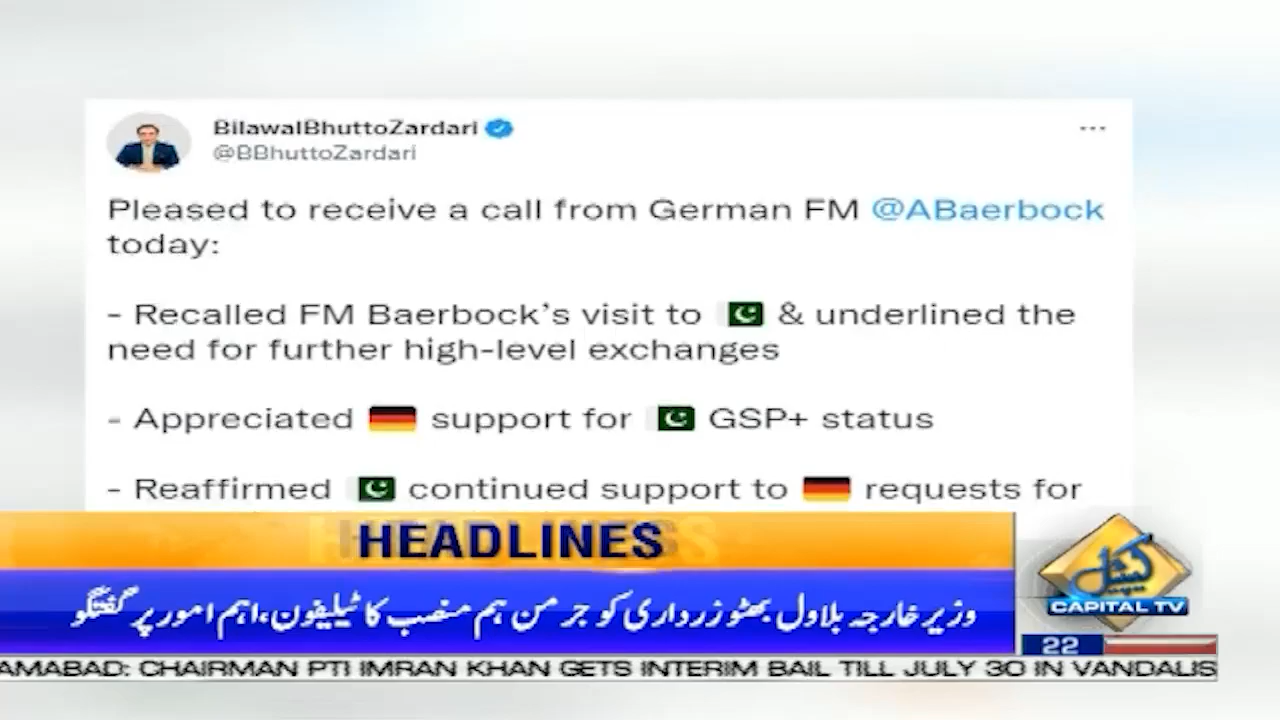 BilawalBhuttoZardari
@BBhuttoZardari
Pleased to receive a call from German FM @ABaerbock
today:
- Recalled FM Baerbock's visit to & underlined the
need for further high-level exchanges
- Appreciated support for GSP+ status
- Reaffirmed continued support to requests for
HEADLINES
وزیرخارجہ بلاول بھٹو زرداری کو جرمن ہم منصب کا ٹیلیفون،اہم امور پر گفتگو
کیپیٹل
CAPITAL TV
22
AMABAD: CHAIRMAN PTI IMRAN KHAN GETS INTERIM BAIL TILL JULY 30 IN VANDALIS